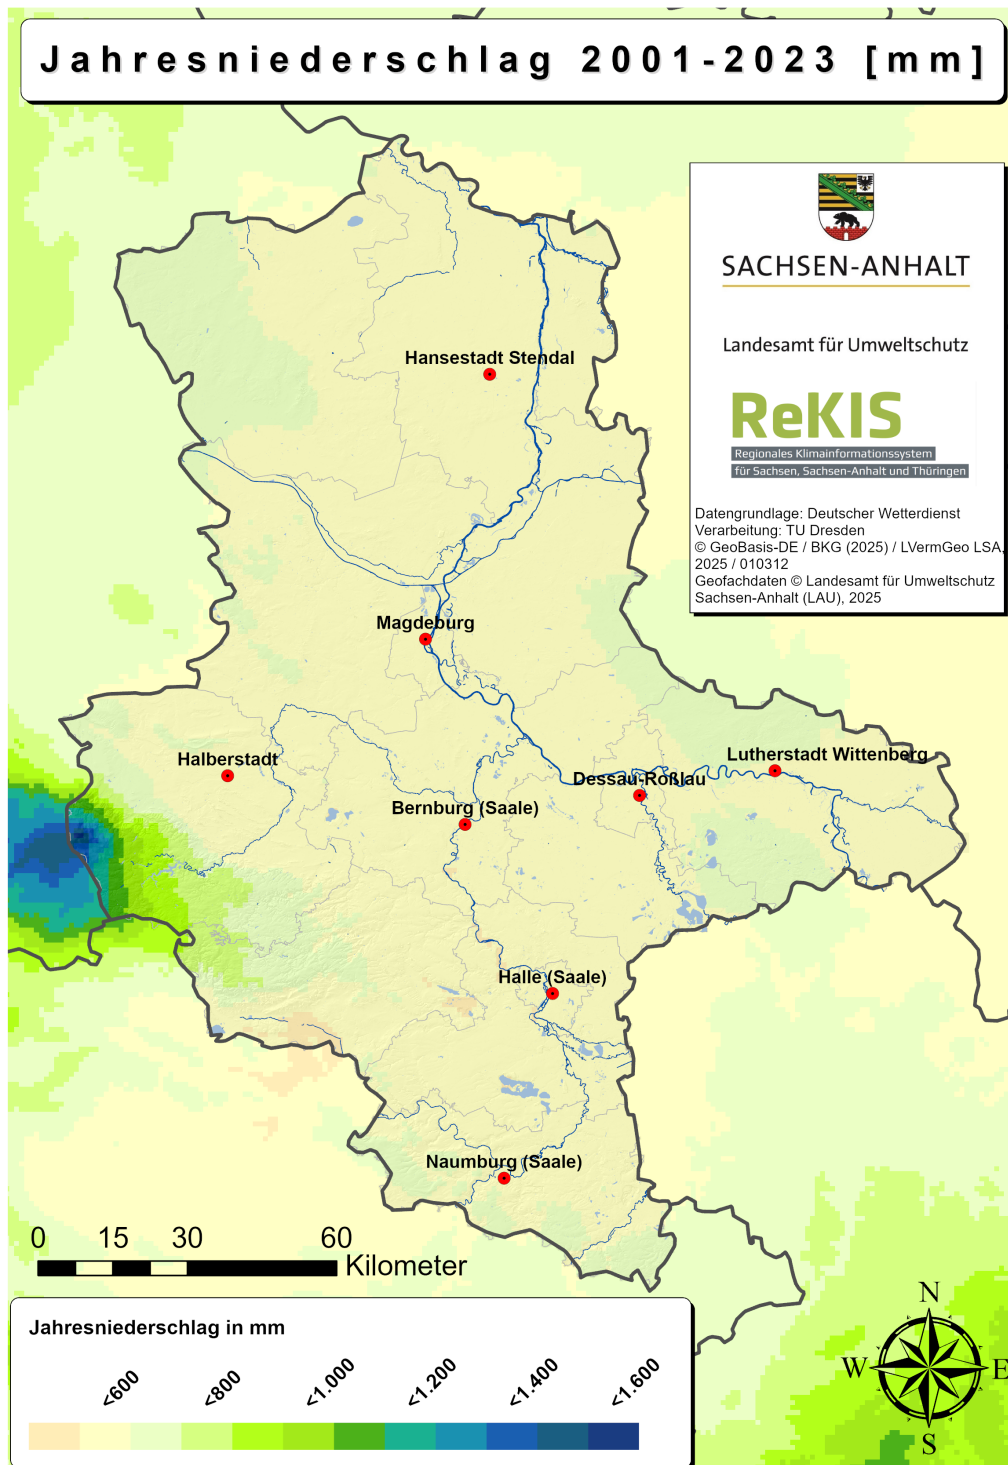 Jahresniederschlag 2001-2023 [mm]
SACHSEN-ANHALT
Landesamt für Umweltschutz
ReKIS
Regionales Klimainformationssystem
für Sachsen, Sachsen-Anhalt und Thüringen
Datengrundlage: Deutscher Wetterdienst
Verarbeitung: TU Dresden
© GeoBasis-DE / BKG (2025) / LVermGeo LSA,
2025 / 010312
Geofachdaten © Landesamt für Umweltschutz
Sachsen-Anhalt (LAU), 2025
Hansestadt Stendal
Magdeburg
Halberstadt
Lutherstadt Wittenberg
Dessau-Roßlau
Bernburg (Saale)
Halle (Saale)
Naumburg (Saale)
0 15 30 60
Kilometer
Jahresniederschlag in mm
<600 <800 <1.000 <1.200 <1.400 <1.600
N
W E
S